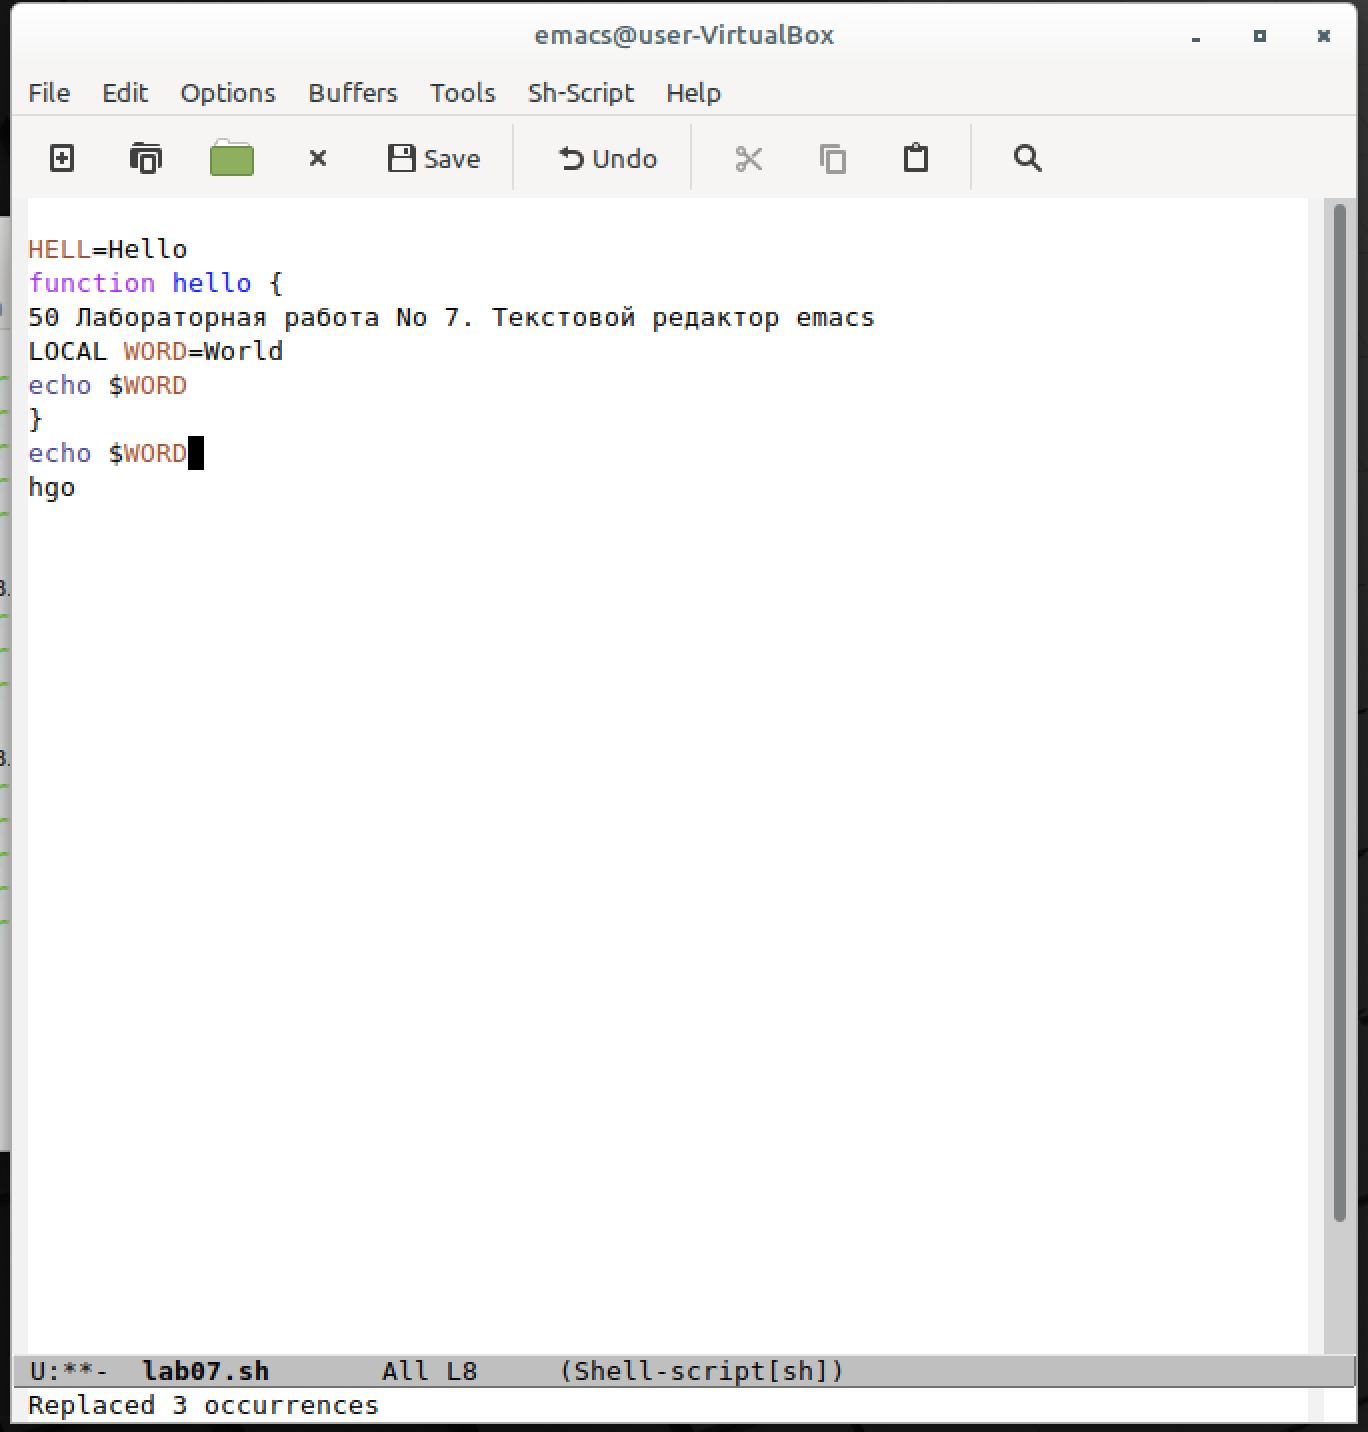 emacs@user-VirtualBox
File Edit Options Buffers Tools Sh-Script Help
Save Undo
HELL=Hello
function hello {
50 Лабораторная работа No 7. Текстовой редактор emacs
LOCAL WORD=World
echo $WORD
}
echo $WORD
hgo
U:**- lab07.sh All L8 (Shell-script[sh])
Replaced 3 occurrences